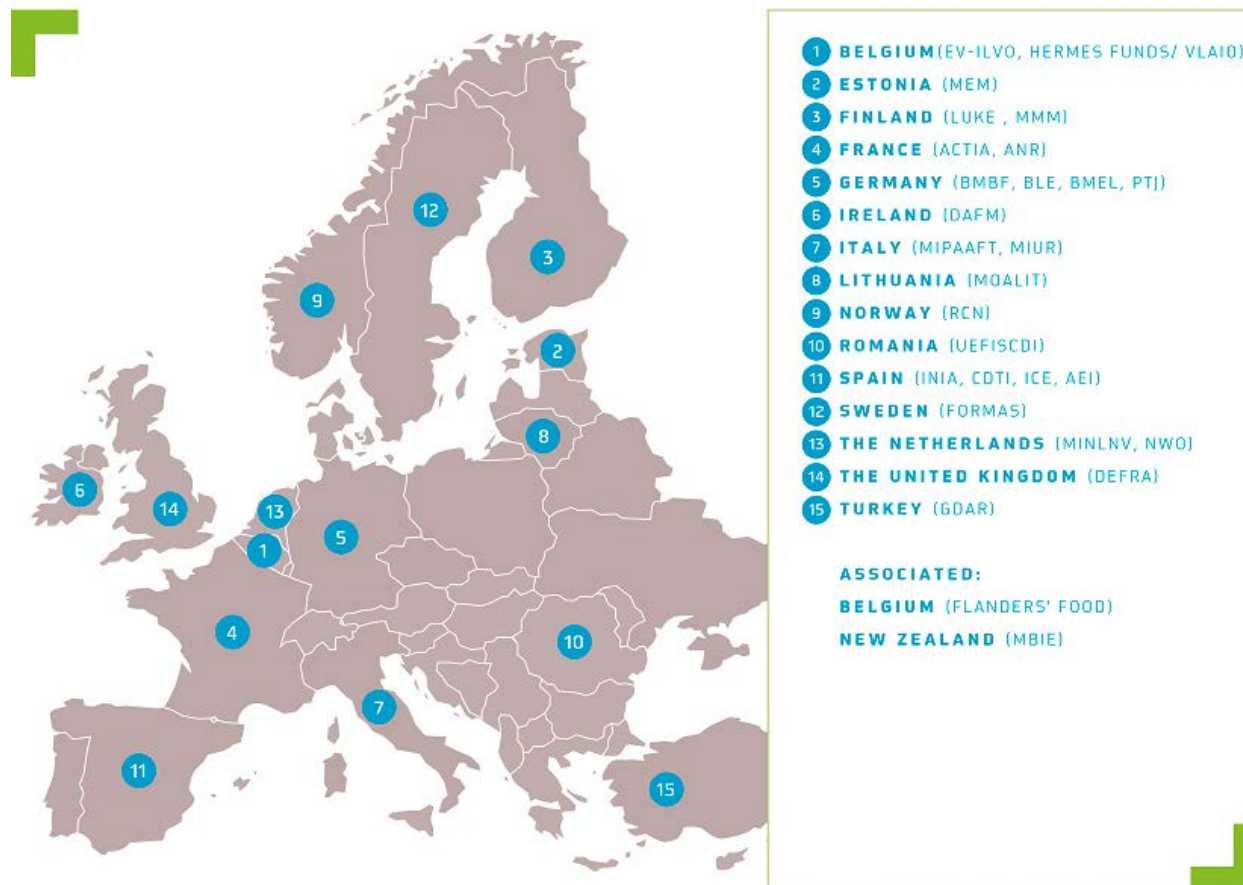 1 BELGIUM(EV-ILVO, HERMES FUNDS/ VLAIO)
2 ESTONIA (MEM)
3 FINLAND (LUKE , MMM)
4 FRANCE (ACTIA, ANR)
5 GERMANY (BMBF, BLE, BMEL, PTJ)
6 IRELAND (DAFM)
7 ITALY (MIPAAFT, MIUR)
8 LITHUANIA (MOALIT)
9 NORWAY (RCN)
10 ROMANIA (UEFISCDI)
11 SPAIN (INIA, CDTI, ICE, AEI)
12 SWEDEN (FORMAS)
13 THE NETHERLANDS (MINLNV, NWO)
14 THE UNITED KINGDOM (DEFRA)
15 TURKEY (GDAR)
ASSOCIATED:
BELGIUM (FLANDERS' FOOD)
NEW ZEALAND (MBIE)
12
3
9
2
8
6
14
13
5
1
4
10
7
11
15